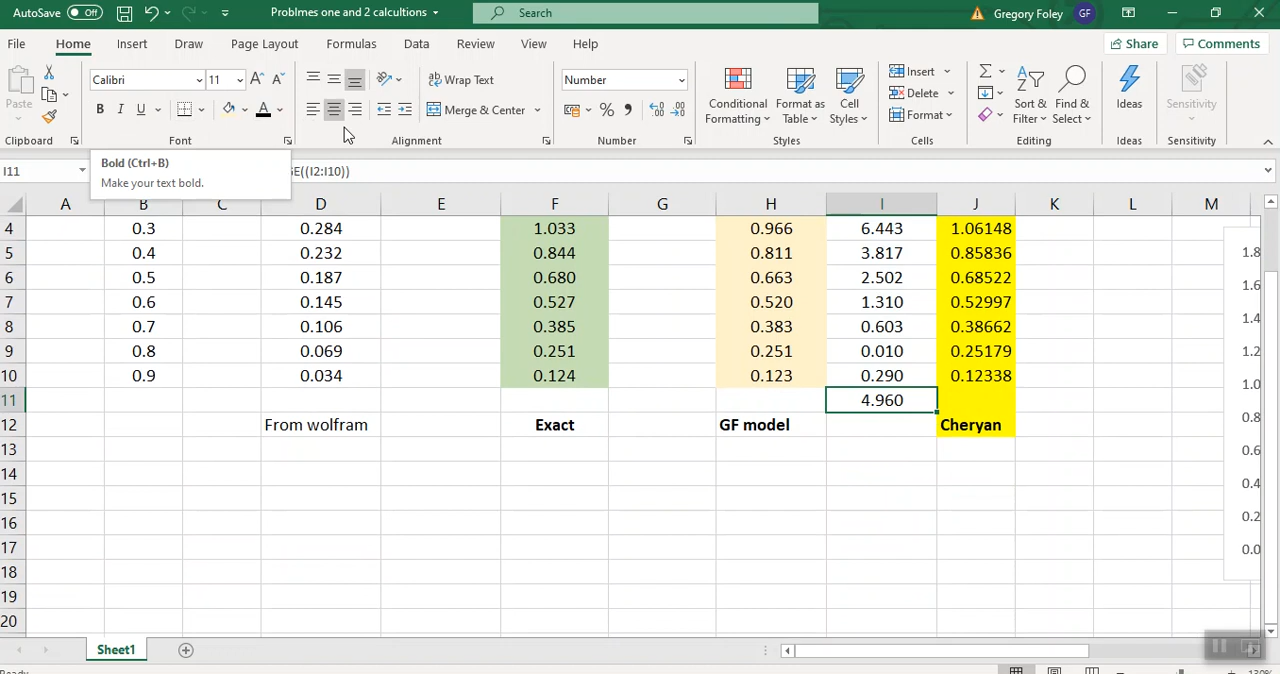 AutoSave Off Problmes one and 2 calcultions Search Gregory Foley GF
File Home Insert Draw Page Layout Formulas Data Review View Help Share Comments
Paste Calibri 11 Wrap Text Number Conditional Formatting Format as Table Cell Styles Insert Sort & Filter Find & Select Ideas Sensitivity
B I U A Merge & Center % Delete
Format
Clipboard Font Alignment Number Styles Cells Editing Ideas Sensitivity
I11 GE((I2:I10))
Bold (Ctrl+B)
Make your text bold.
A B C D E F G H I J K L M
4 0.3 0.284 1.033 0.966 6.443 1.06148
1.8
5 0.4 0.232 0.844 0.811 3.817 0.85836
1.6
6 0.5 0.187 0.680 0.663 2.502 0.68522
1.4
7 0.6 0.145 0.527 0.520 1.310 0.52997
1.2
8 0.7 0.106 0.385 0.383 0.603 0.38662
9 0.8 0.069 0.251 0.251 0.010 0.25179
1.0
10 0.9 0.034 0.124 0.123 0.290 0.12338
11 4.960
0.8
12 From wolfram Exact GF model Cheryan
13 0.6
14 0.4
15
16 0.2
17 0.0
18
19
20
Sheet1